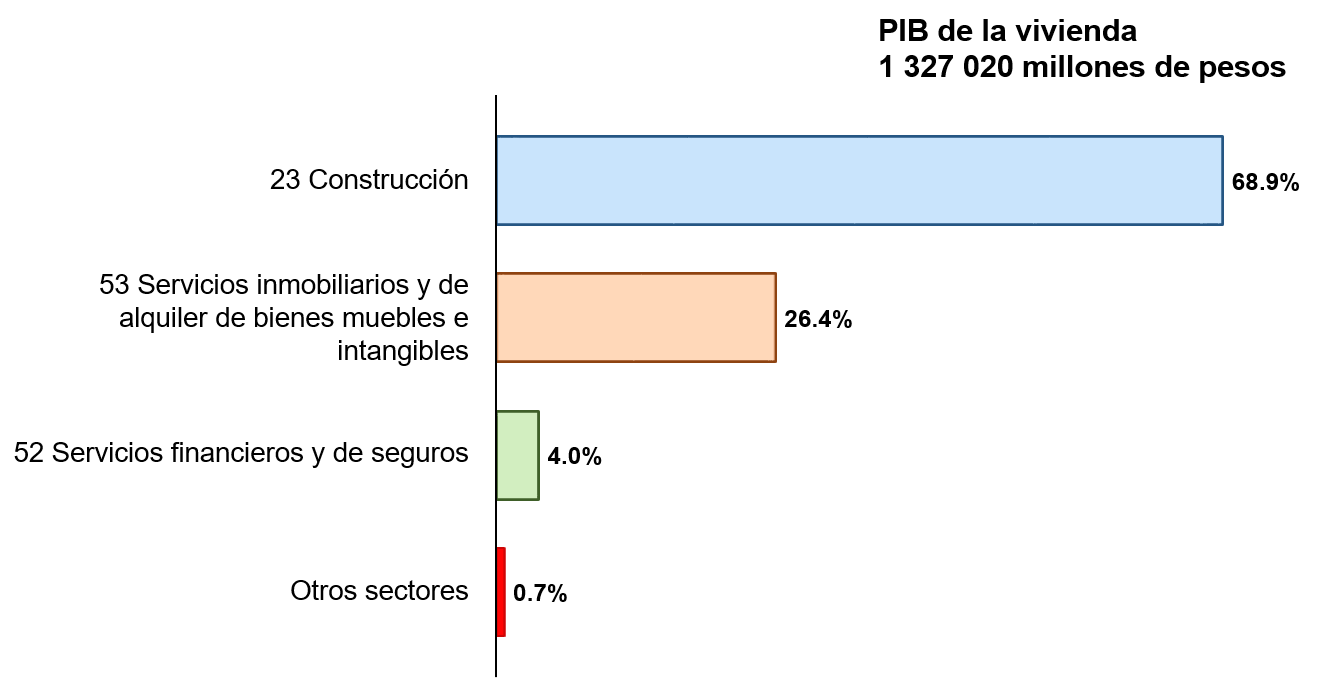 PIB de la vivienda
1 327 020 millones de pesos
23 Construcción
68.9%
53 Servicios inmobiliarios y de
alquiler de bienes muebles e
intangibles
26.4%
52 Servicios financieros y de seguros
4.0%
Otros sectores
0.7%